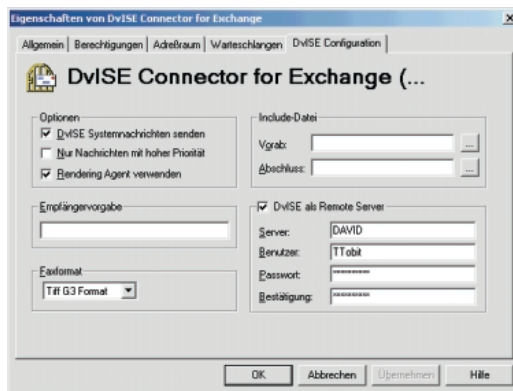 Eigenschaften von DvISE Connector for Exchange
Allgemein
Berechtigungen
Adreßraum
Warteschlangen
DvISE Configuration
DvISE Connector for Exchange (...
Optionen
DvISE Systemnachrichten senden
Nur Nachrichten mit hoher Priorität
Rendering Agent verwenden
Empfängervorgabe
Faxformat
Tiff G3 Format
Include-Datei
Vorab:
...
Abschluss:
...
DvISE als Remote Server
Server: DAVID
Benutzer: TTobit
Passwort: **********
Bestätigung: **********
OK
Abbrechen
Übernehmen
Hilfe